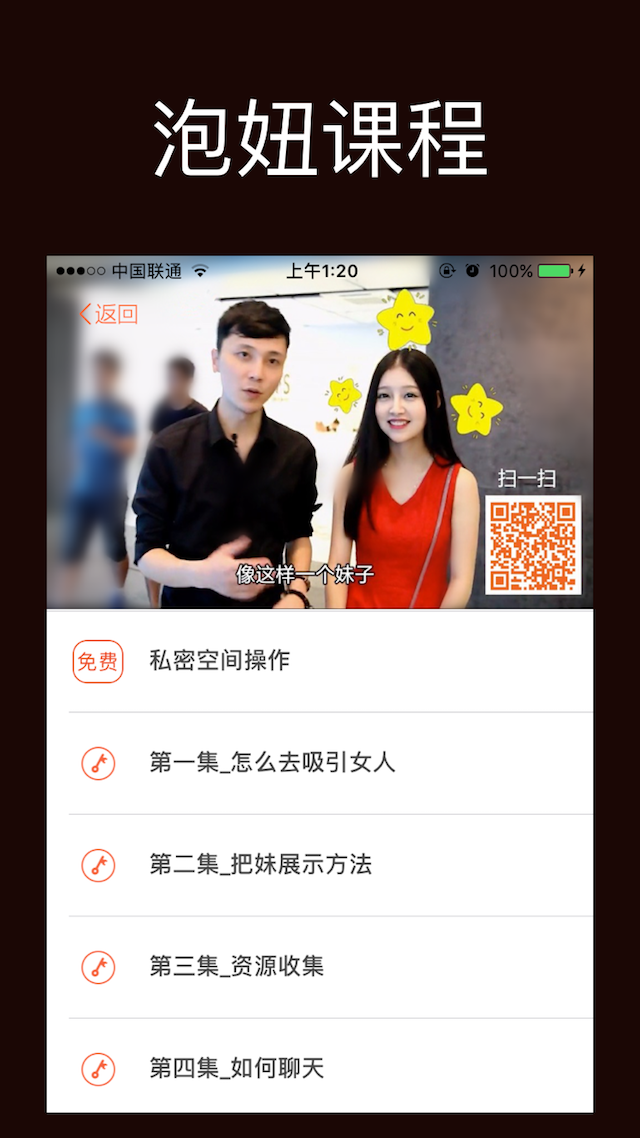 泡妞课程
中国联通 上午1:20 100%
返回
扫一扫
像这样一个妹子
免费 私密空间操作
第一集_怎么去吸引女人
第二集_把妹展示方法
第三集_资源收集
第四集_如何聊天